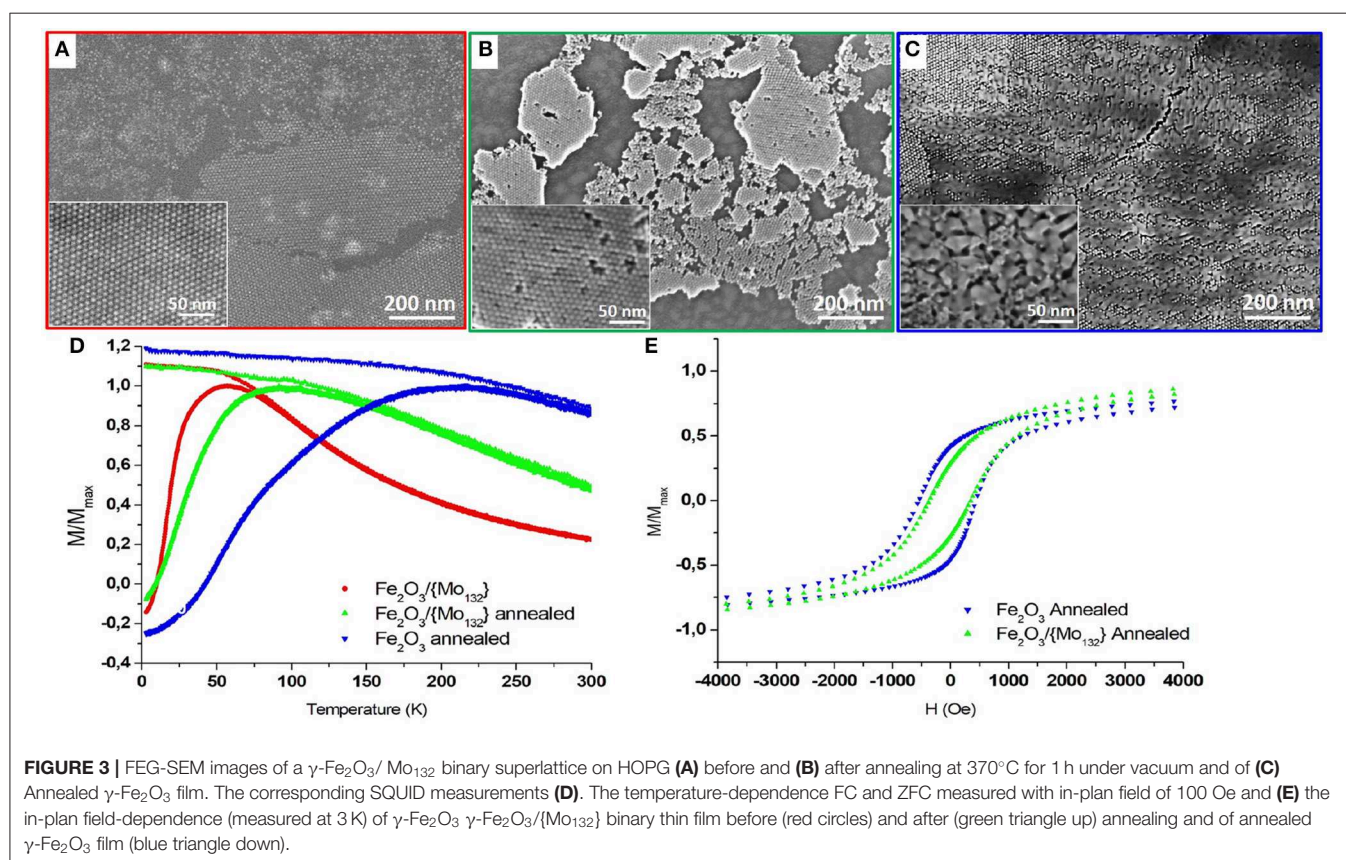 A
B
C
50 nm
200 nm
50 nm
200 nm
50 nm
200 nm
D
1,2
1,0
0,8
0,6
0,4
0,2
0,0
-0,2
-0,4
M/Mmax
0
50
100
150
200
250
300
Temperature (K)
Fe₂O₃/{Mo₁₃₂}
Fe₂O₃/{Mo₁₃₂} annealed
Fe₂O₃ annealed
E
1,0
0,5
0,0
-0,5
-1,0
M/Mmax
-4000
-3000
-2000
-1000
0
1000
2000
3000
4000
H (Oe)
Fe₂O₃ Annealed
Fe₂O₃/{Mo₁₃₂} Annealed
FIGURE 3 | FEG-SEM images of a γ-Fe₂O₃/ Mo₁₃₂ binary superlattice on HOPG (A) before and (B) after annealing at 370°C for 1 h under vacuum and of (C)
Annealed γ-Fe₂O₃ film. The corresponding SQUID measurements (D). The temperature-dependence FC and ZFC measured with in-plan field of 100 Oe and (E) the
in-plan field-dependence (measured at 3 K) of γ-Fe₂O₃ γ-Fe₂O₃/{Mo₁₃₂} binary thin film before (red circles) and after (green triangle up) annealing and of annealed
γ-Fe₂O₃ film (blue triangle down).